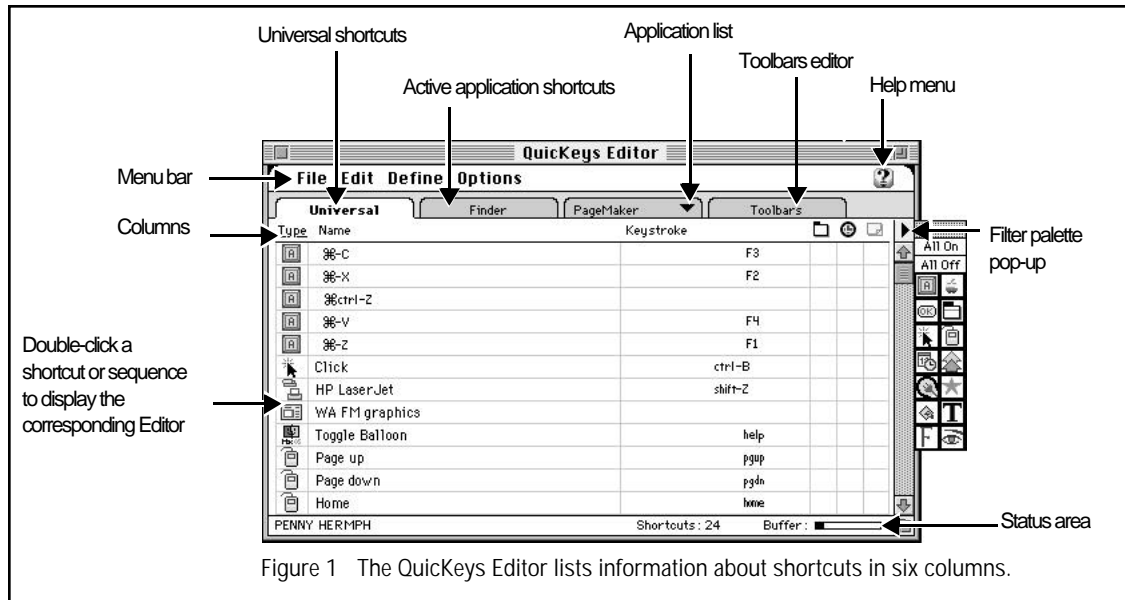 Universal shortcuts
Application list
Toolbars editor
Active application shortcuts
Help menu
QuicKeys Editor
Menu bar
File Edit Define Options
?
Universal Finder PageMaker Toolbars
Columns
Type Name Keystroke
Filter palette
pop-up
All On
All Off
A ⌘-C F3
A ⌘-X F2
A ⌘ctrl-Z
A ⌘-V F4
A ⌘-Z F1
Click ctrl-B
HP LaserJet shift-Z
WA FM graphics
Toggle Balloon help
Page up pgup
Page down pgdn
Home home
A
OK
T
F
Double-click a
shortcut or sequence
to display the
corresponding Editor
PENNY HERMPH Shortcuts: 24 Buffer:
Status area
Figure 1 The QuicKeys Editor lists information about shortcuts in six columns.